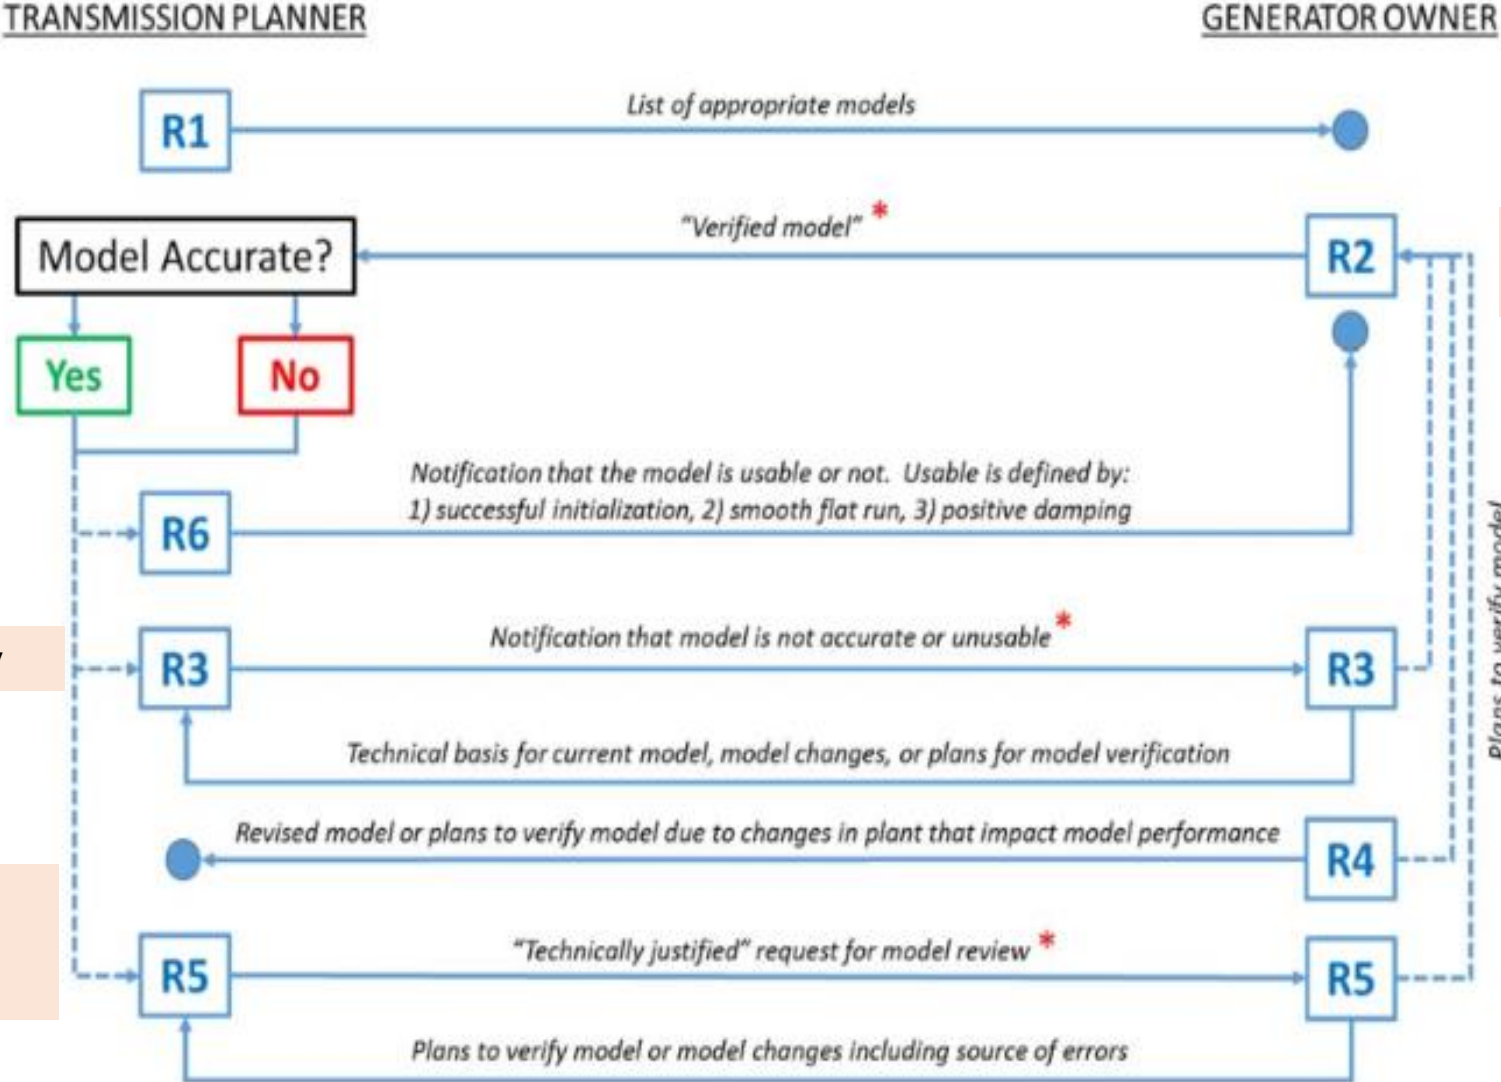 TRANSMISSION PLANNER
GENERATOR OWNER
R1
List of appropriate models
Model Accurate?
"Verified model" *
R2
Yes
No
Notification that the model is usable or not. Usable is defined by:
1) successful initialization, 2) smooth flat run, 3) positive damping
R6
R3
Notification that model is not accurate or unusable *
R3
Technical basis for current model, model changes, or plans for model verification
Revised model or plans to verify model due to changes in plant that impact model performance
R4
R5
"Technically justified" request for model review *
R5
Plans to verify model or model changes including source of errors
Plans to verify model